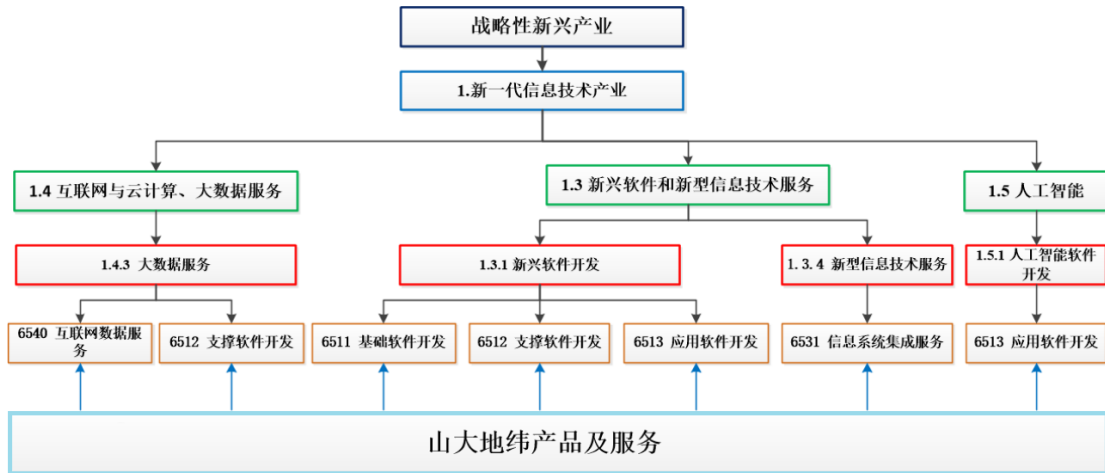 战略性新兴产业
1.新一代信息技术产业
1.4 互联网与云计算、大数据服务
1.3 新兴软件和新型信息技术服务
1.5 人工智能
1.4.3 大数据服务
1.3.1 新兴软件开发
1.3.4 新型信息技术服务
1.5.1 人工智能软件
开发
6540 互联网数据服
务
6512 支撑软件开发
6511 基础软件开发
6512 支撑软件开发
6513 应用软件开发
6531 信息系统集成服务
6513 应用软件开发
山大地纬产品及服务